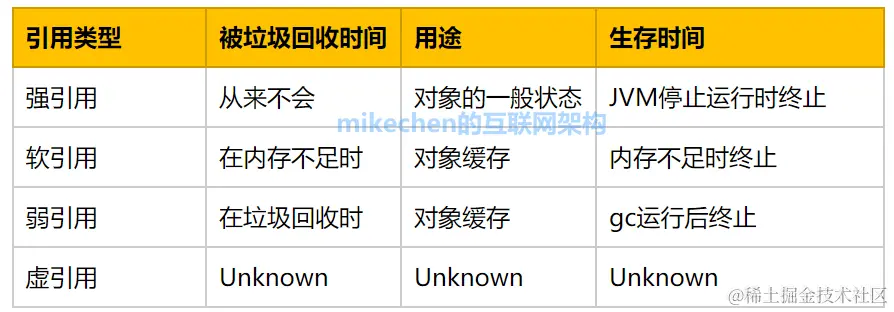 引用类型 被垃圾回收时间 用途 生存时间
强引用 从来不会 对象的一般状态 JVM停止运行时终止
mikechen的互联网架构
软引用 在内存不足时 对象缓存 内存不足时终止
弱引用 在垃圾回收时 对象缓存 gc运行后终止
虚引用 Unknown Unknown Unknown
@稀土掘金技术社区